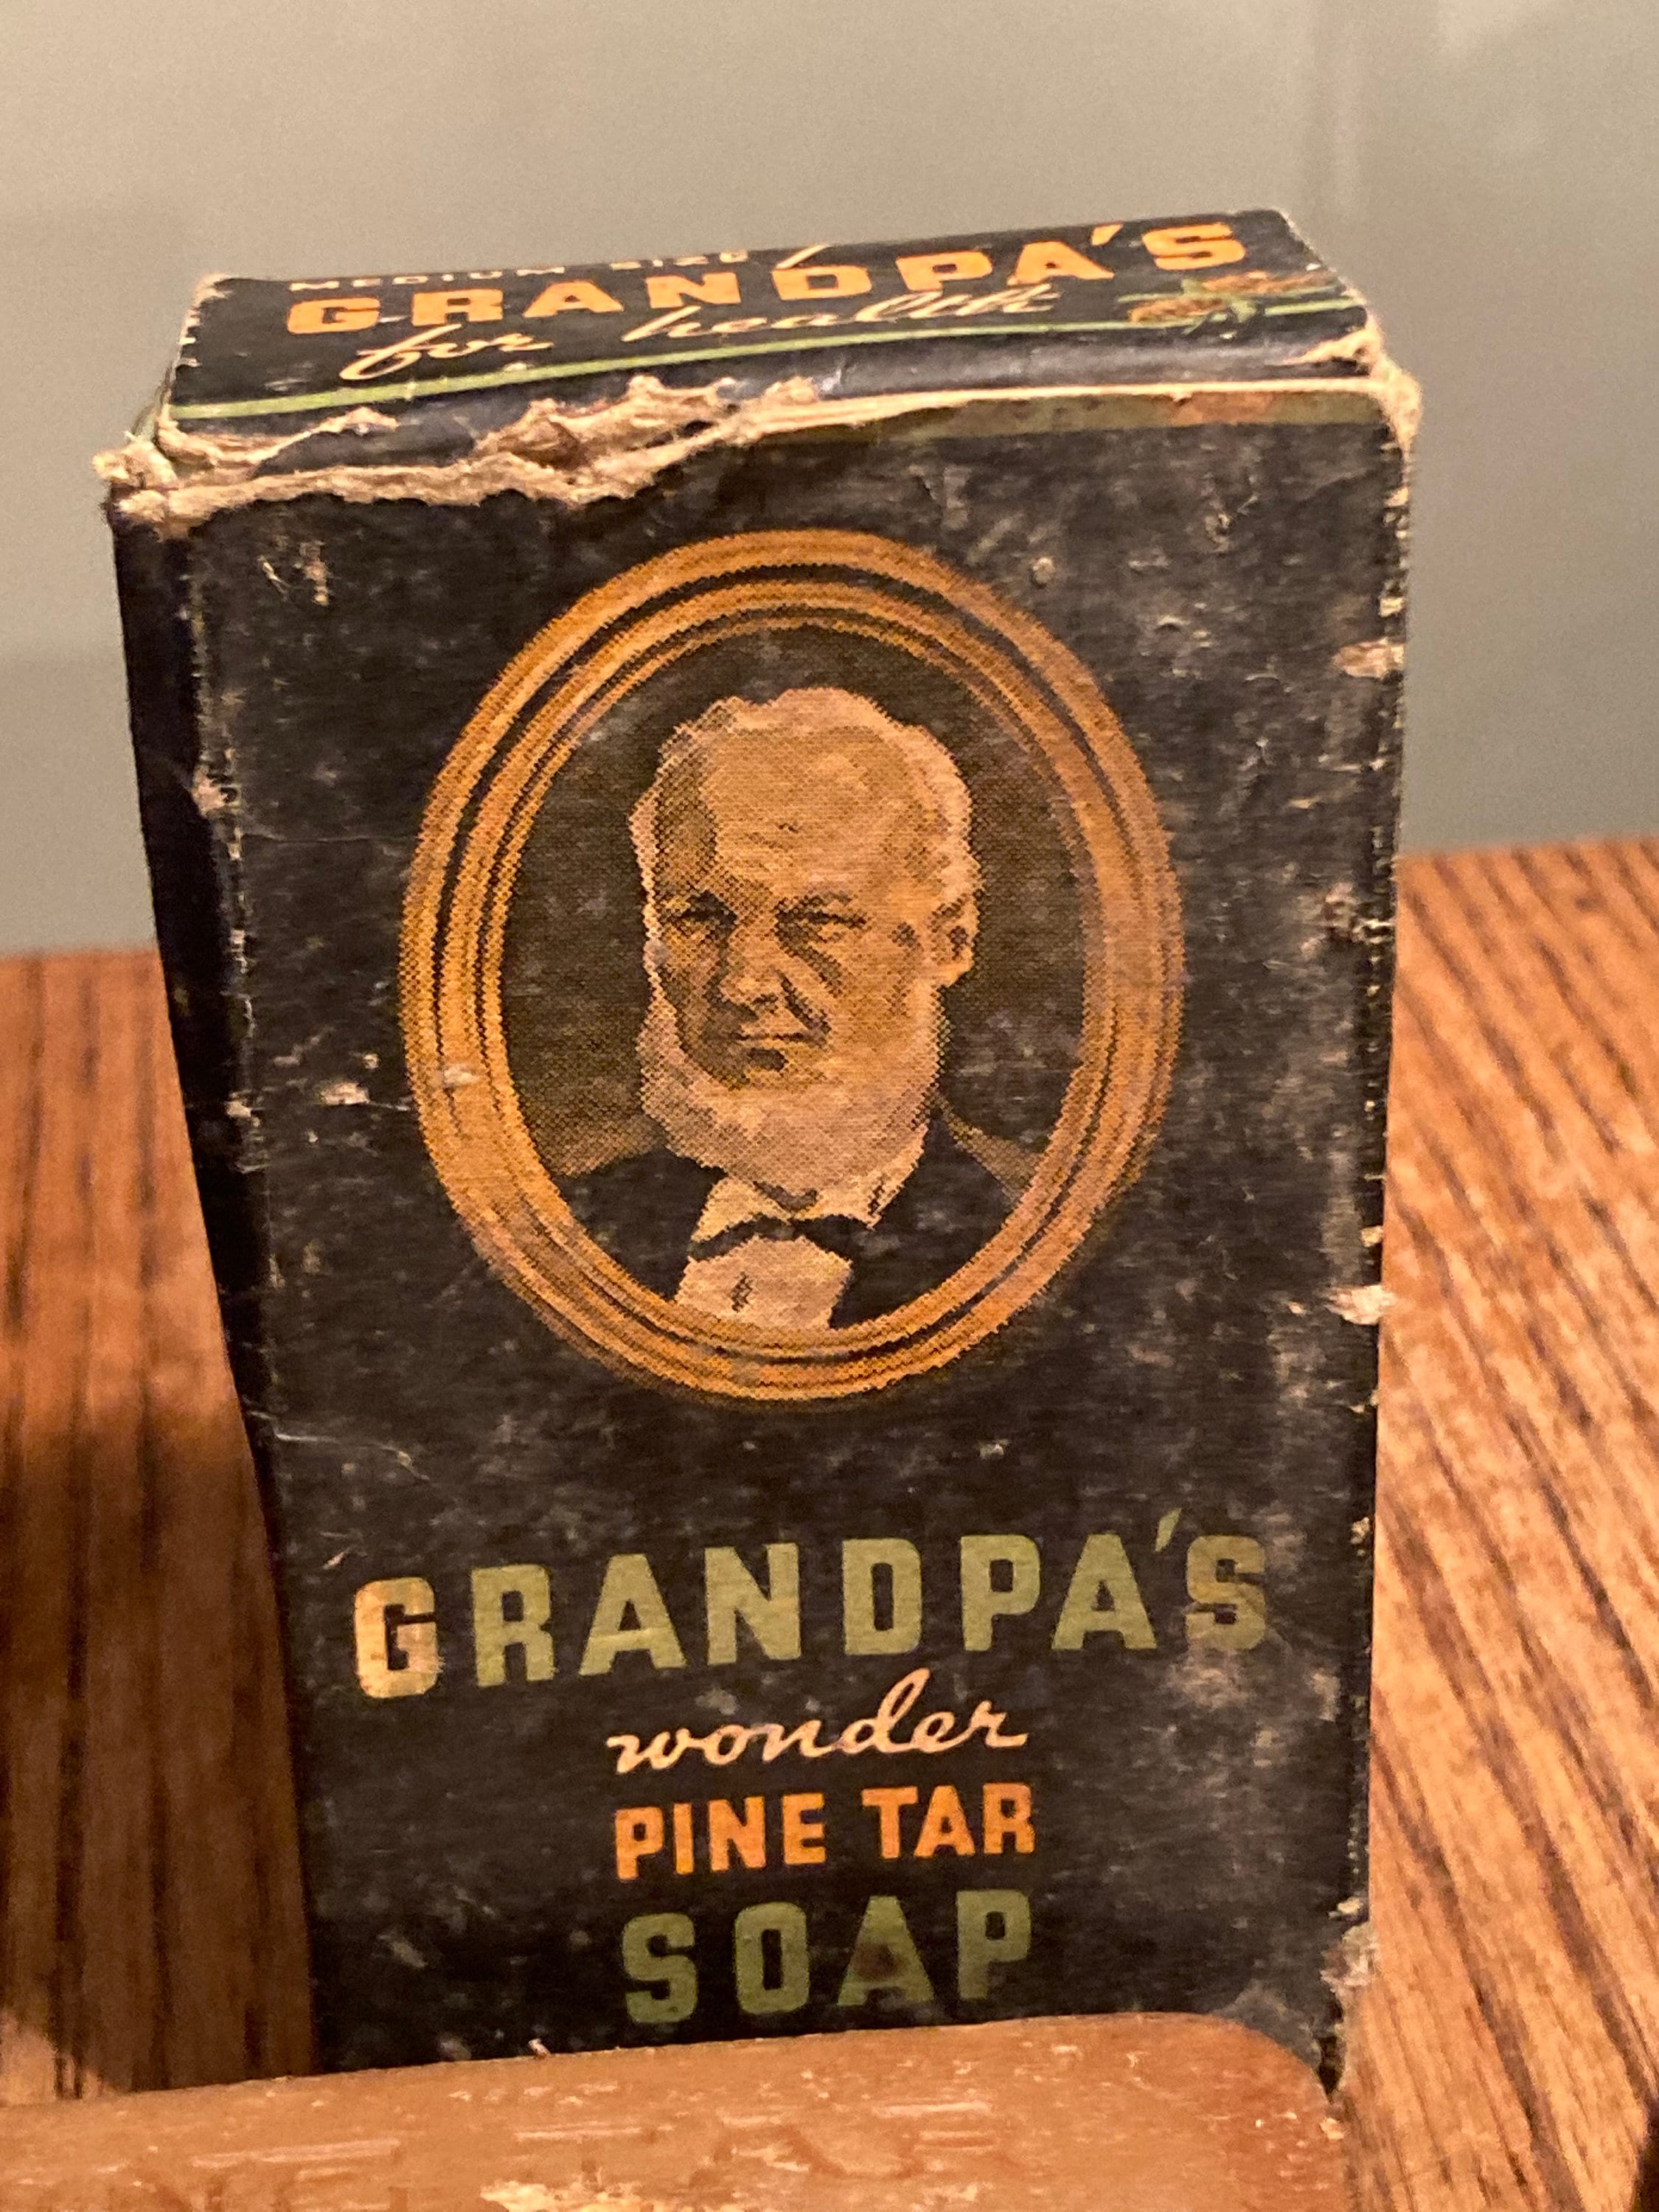 MEDIUM SIZE
GRANDPA'S
for health
GRANDPA'S
wonder
PINE TAR
SOAP